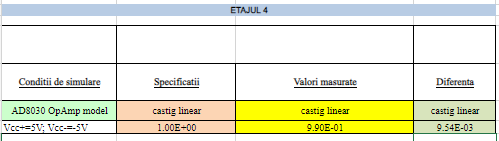 ETAJUL 4
Conditii de simulare Specificatii Valori masurate Diferenta
AD8030 OpAmp model castig linear castig linear castig linear
Vcc+=5V; Vcc-=-5V 1.00E+00 9.90E-01 9.54E-03